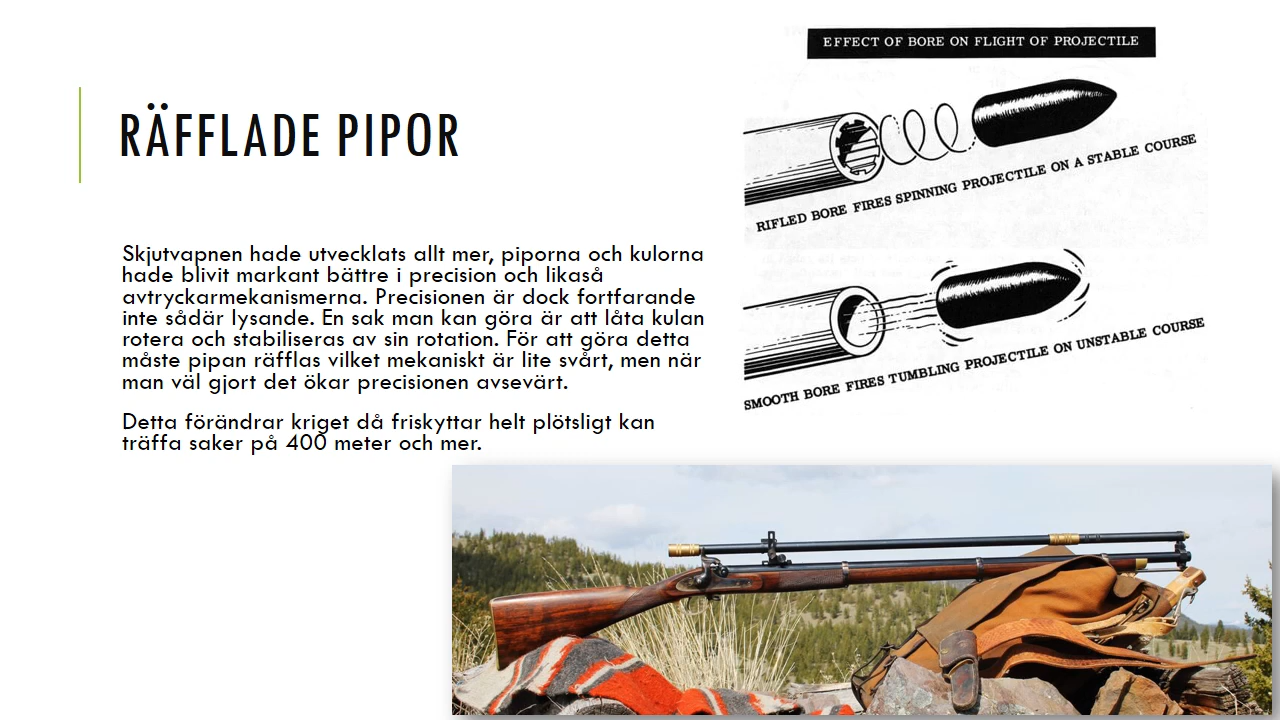 RÄFFLADE PIPOR
Skjutvapnen hade utvecklats allt mer, piporna och kulorna
hade blivit markant bättre i precision och likaså
avtryckarmekanismerna. Precisionen är dock fortfarande
inte sådär lysande. En sak man kan göra är att låta kulan
rotera och stabiliseras av sin rotation. För att göra detta
måste pipan räfflas vilket mekaniskt är lite svårt, men när
man väl gjort det ökar precisionen avsevärt.
Detta förändrar kriget då friskyttar helt plötsligt kan
träffa saker på 400 meter och mer.
EFFECT OF BORE ON FLIGHT OF PROJECTILE
RIFLED BORE FIRES SPINNING PROJECTILE ON A STABLE COURSE
SMOOTH BORE FIRES TUMBLING PROJECTILE ON UNSTABLE COURSE